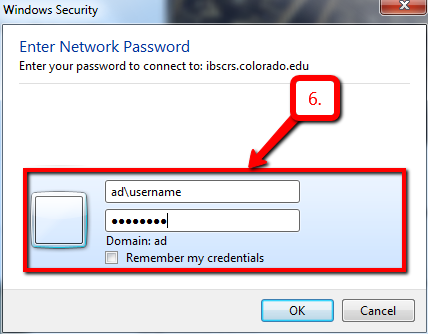 Windows Security
Enter Network Password
Enter your password to connect to: ibscrs.colorado.edu
6.
ad\username
●●●●●●●●
Domain: ad
Remember my credentials
OK
Cancel